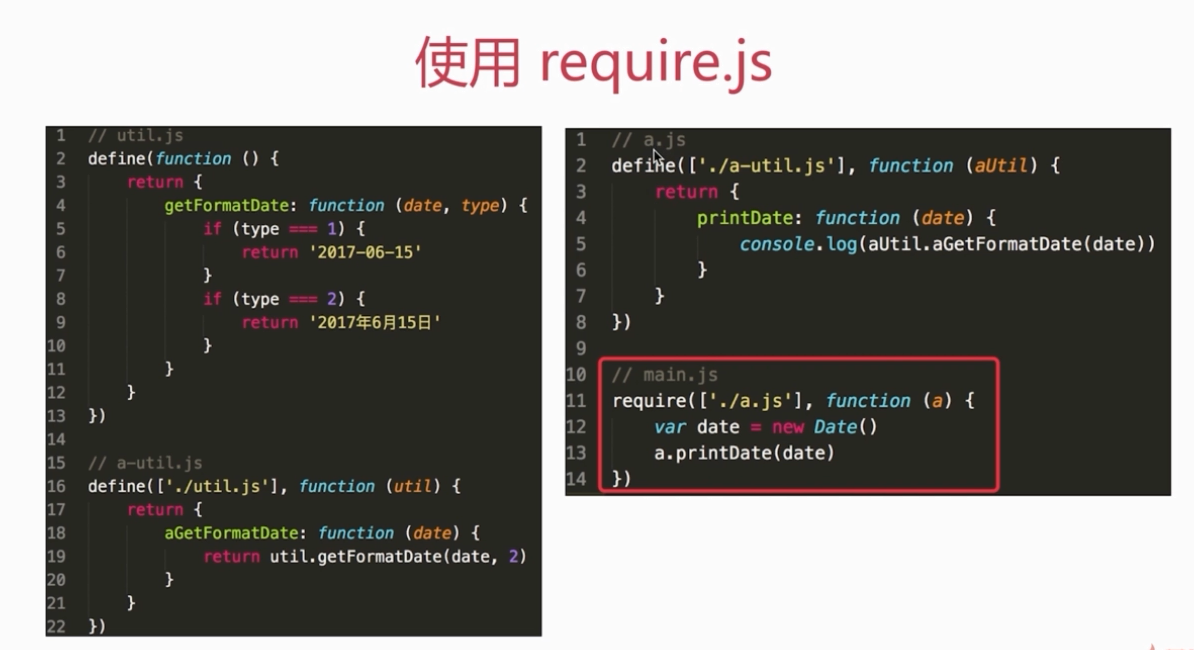 使用 require.js
1 // util.js
2 define(function () {
3 return {
4 getFormatDate: function (date, type) {
5 if (type === 1) {
6 return '2017-06-15'
7 }
8 if (type === 2) {
9 return '2017年6月15日'
10 }
11 }
12 }
13 })
14
15 // a-util.js
16 define(['./util.js'], function (util) {
17 return {
18 aGetFormatDate: function (date) {
19 return util.getFormatDate(date, 2)
20 }
21 }
22 })
1 // a.js
2 define(['./a-util.js'], function (aUtil) {
3 return {
4 printDate: function (date) {
5 console.log(aUtil.aGetFormatDate(date))
6 }
7 }
8 })
9
10 // main.js
11 require(['./a.js'], function (a) {
12 var date = new Date()
13 a.printDate(date)
14 })